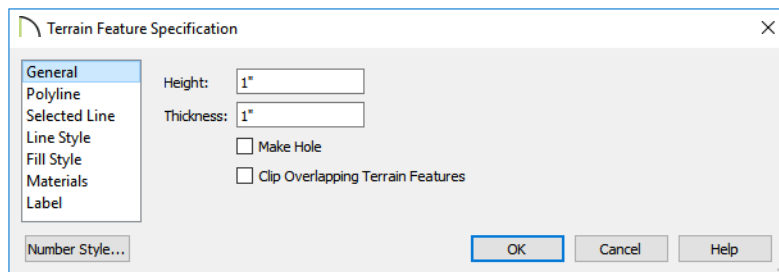 Terrain Feature Specification
General
Polyline
Selected Line
Line Style
Fill Style
Materials
Label
Height: 1"
Thickness: 1"
Make Hole
Clip Overlapping Terrain Features
Number Style...
OK
Cancel
Help